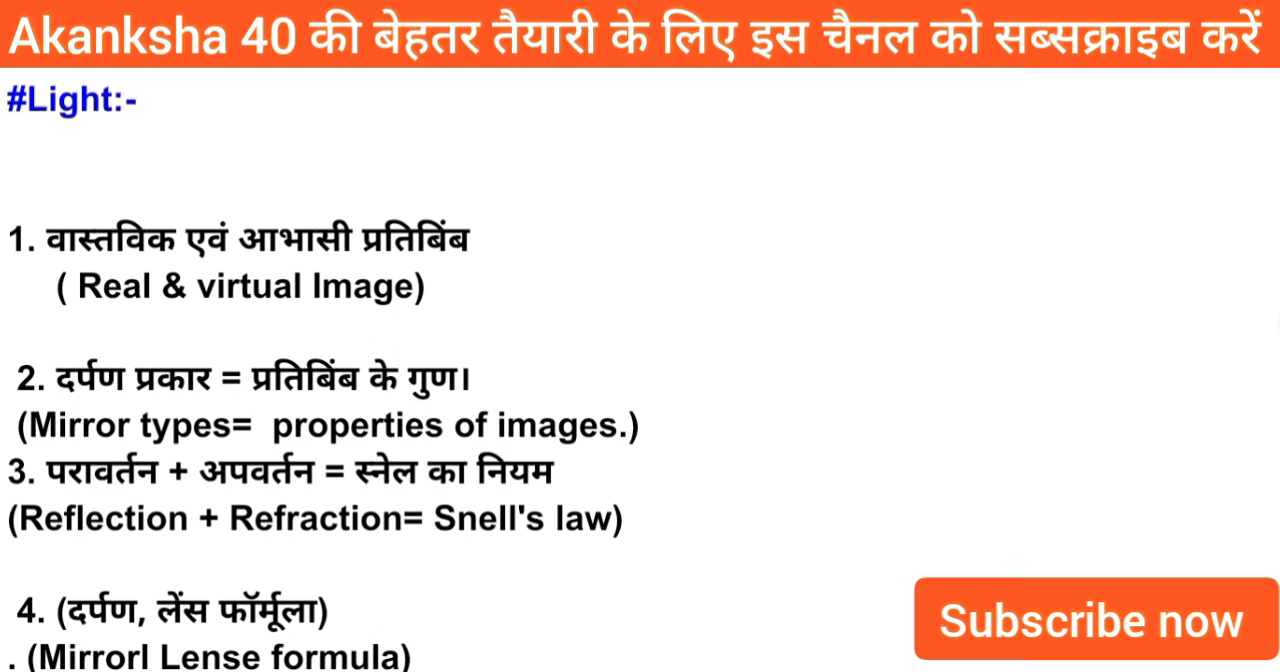 Akanksha 40 की बेहतर तैयारी के लिए इस चैनल को सब्सक्राइब करें
#Light:-
1. वास्तविक एवं आभासी प्रतिबिंब
( Real & virtual Image)
2. दर्पण प्रकार = प्रतिबिंब के गुण।
(Mirror types= properties of images.)
3. परावर्तन + अपवर्तन = स्नेल का नियम
(Reflection + Refraction= Snell's law)
4. (दर्पण, लेंस फॉर्मूला)
. (Mirrorl Lense formula)
Subscribe now